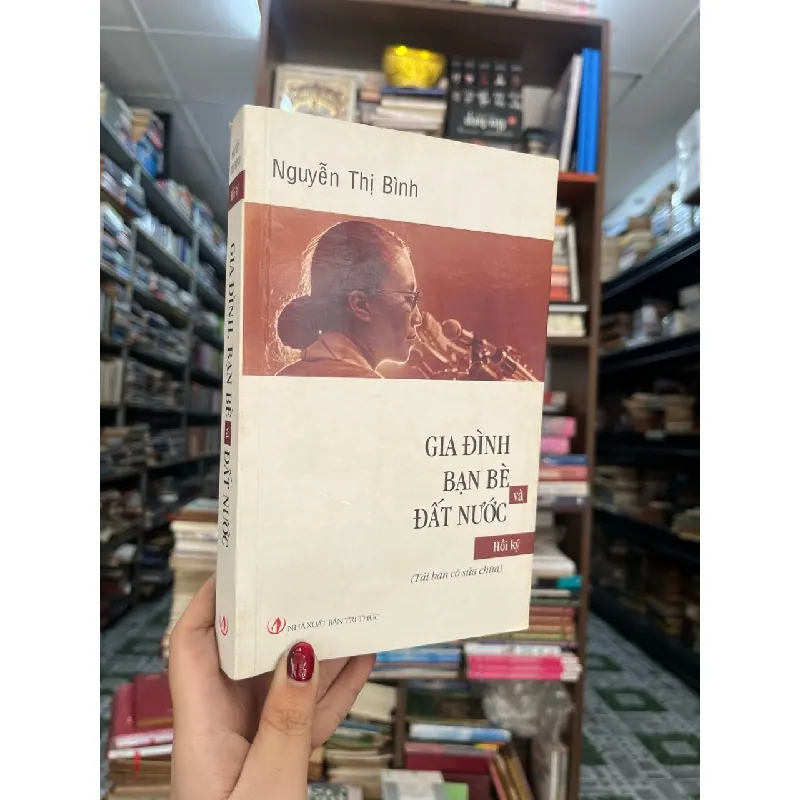 Nguyễn Thị Bình
GIA ĐÌNH
BẠN BÈ
và
ĐẤT NƯỚC
Hồi ký
(Tái bản có sửa chữa)
NHÀ XUẤT BẢN TRI THỨC
GIA ĐÌNH, BẠN BÈ và ĐẤT NƯỚC